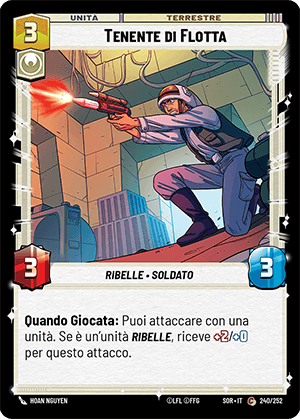 UNITÀ TERRESTRE
3 TENENTE DI FLOTTA
3 3
RIBELLE • SOLDATO
Quando Giocata: Puoi attaccare con una
unità. Se è un'unità RIBELLE, riceve +2/+0
per questo attacco.
HOAN NGUYEN ©LFL ©FFG SOR • IT C 240/252